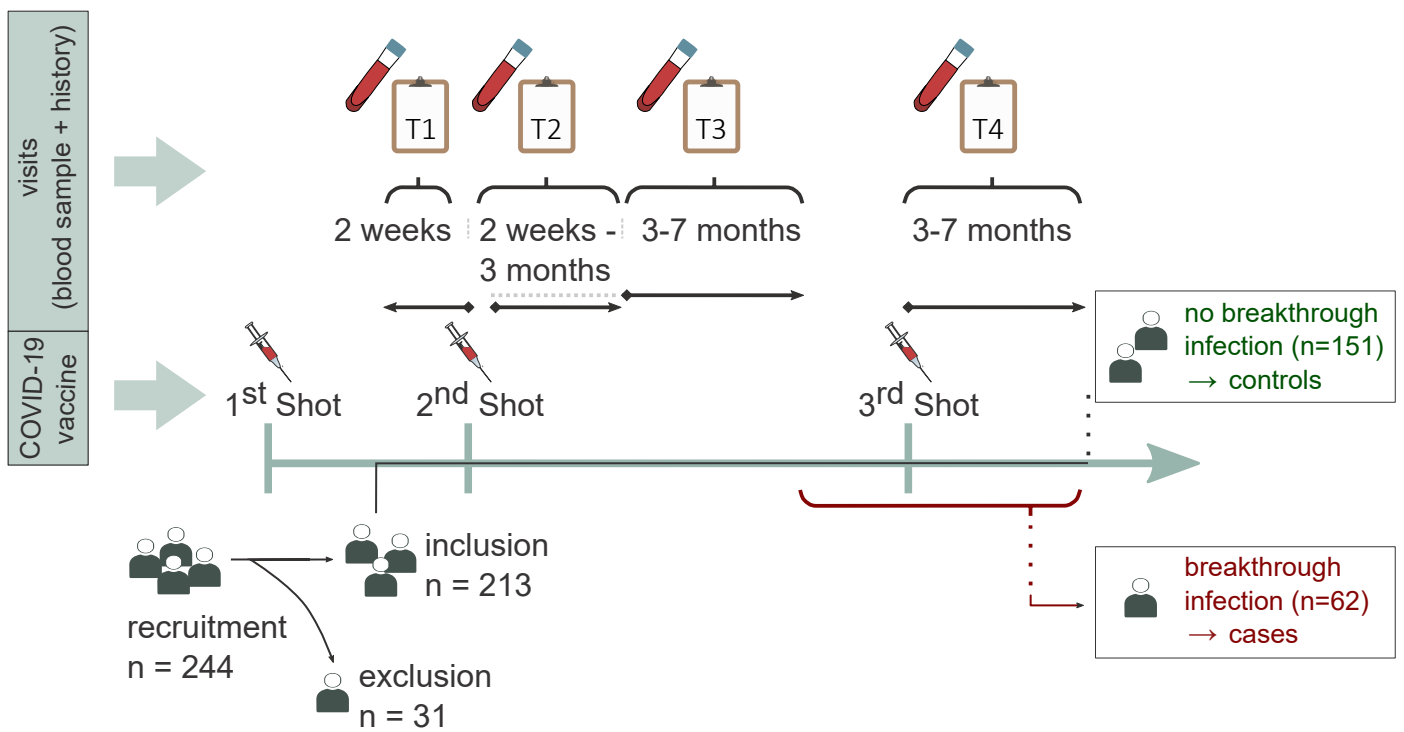 visits
(blood sample + history)
COVID-19
vaccine
T1
T2
T3
T4
2 weeks
2 weeks -
3 months
3-7 months
3-7 months
1st Shot
2nd Shot
3rd Shot
no breakthrough
infection (n=151)
→ controls
recruitment
n = 244
inclusion
n = 213
exclusion
n = 31
breakthrough
infection (n=62)
→ cases